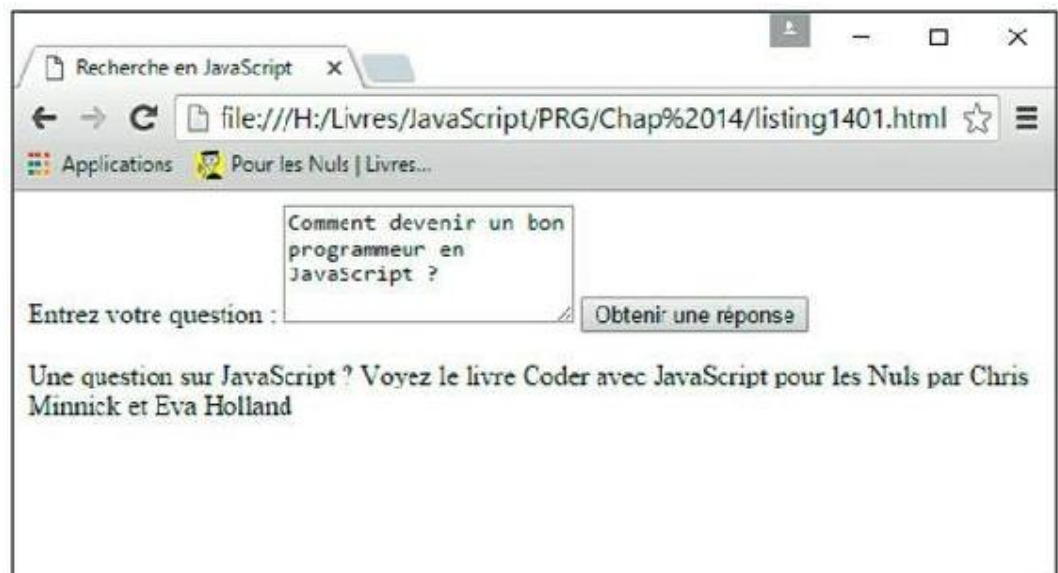 Recherche en JavaScript
file:///H:/Livres/JavaScript/PRG/Chap%2014/listing1401.html
Applications Pour les Nuls | Livres...
Comment devenir un bon
programmeur en
JavaScript ?
Entrez votre question :
Obtenir une réponse
Une question sur JavaScript ? Voyez le livre Coder avec JavaScript pour les Nuls par Chris
Minnick et Eva Holland